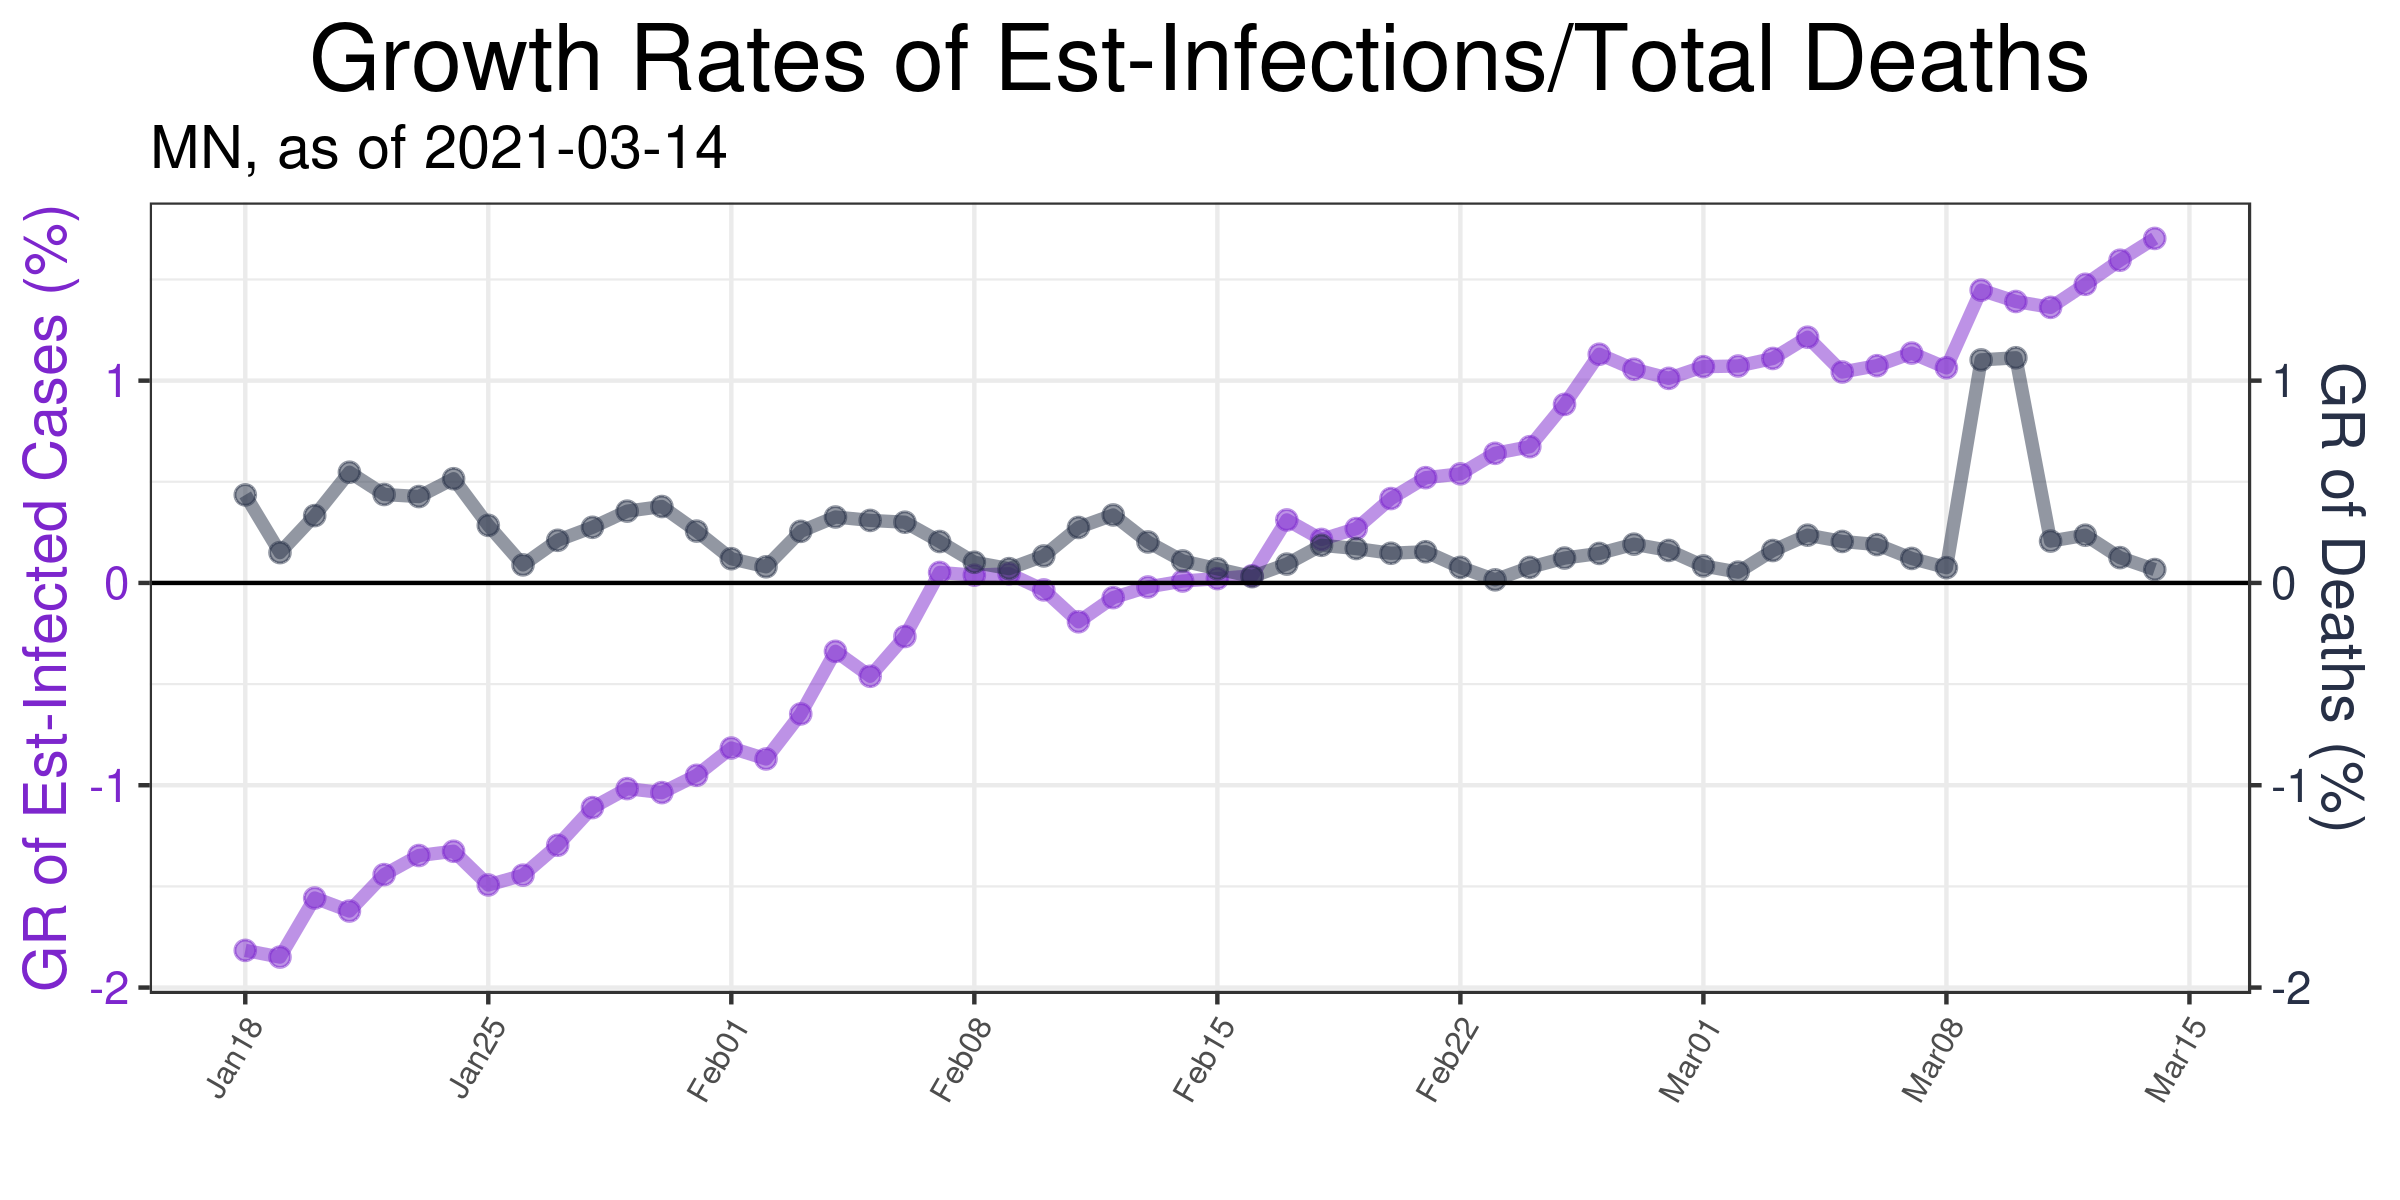 Growth Rates of Est-Infections/Total Deaths
MN, as of 2021-03-14
GR of Est-Infected Cases (%)
1
0
-1
-2
1
0
-1
-2
GR of Deaths (%)
Jan18
Jan25
Feb01
Feb08
Feb15
Feb22
Mar01
Mar08
Mar15